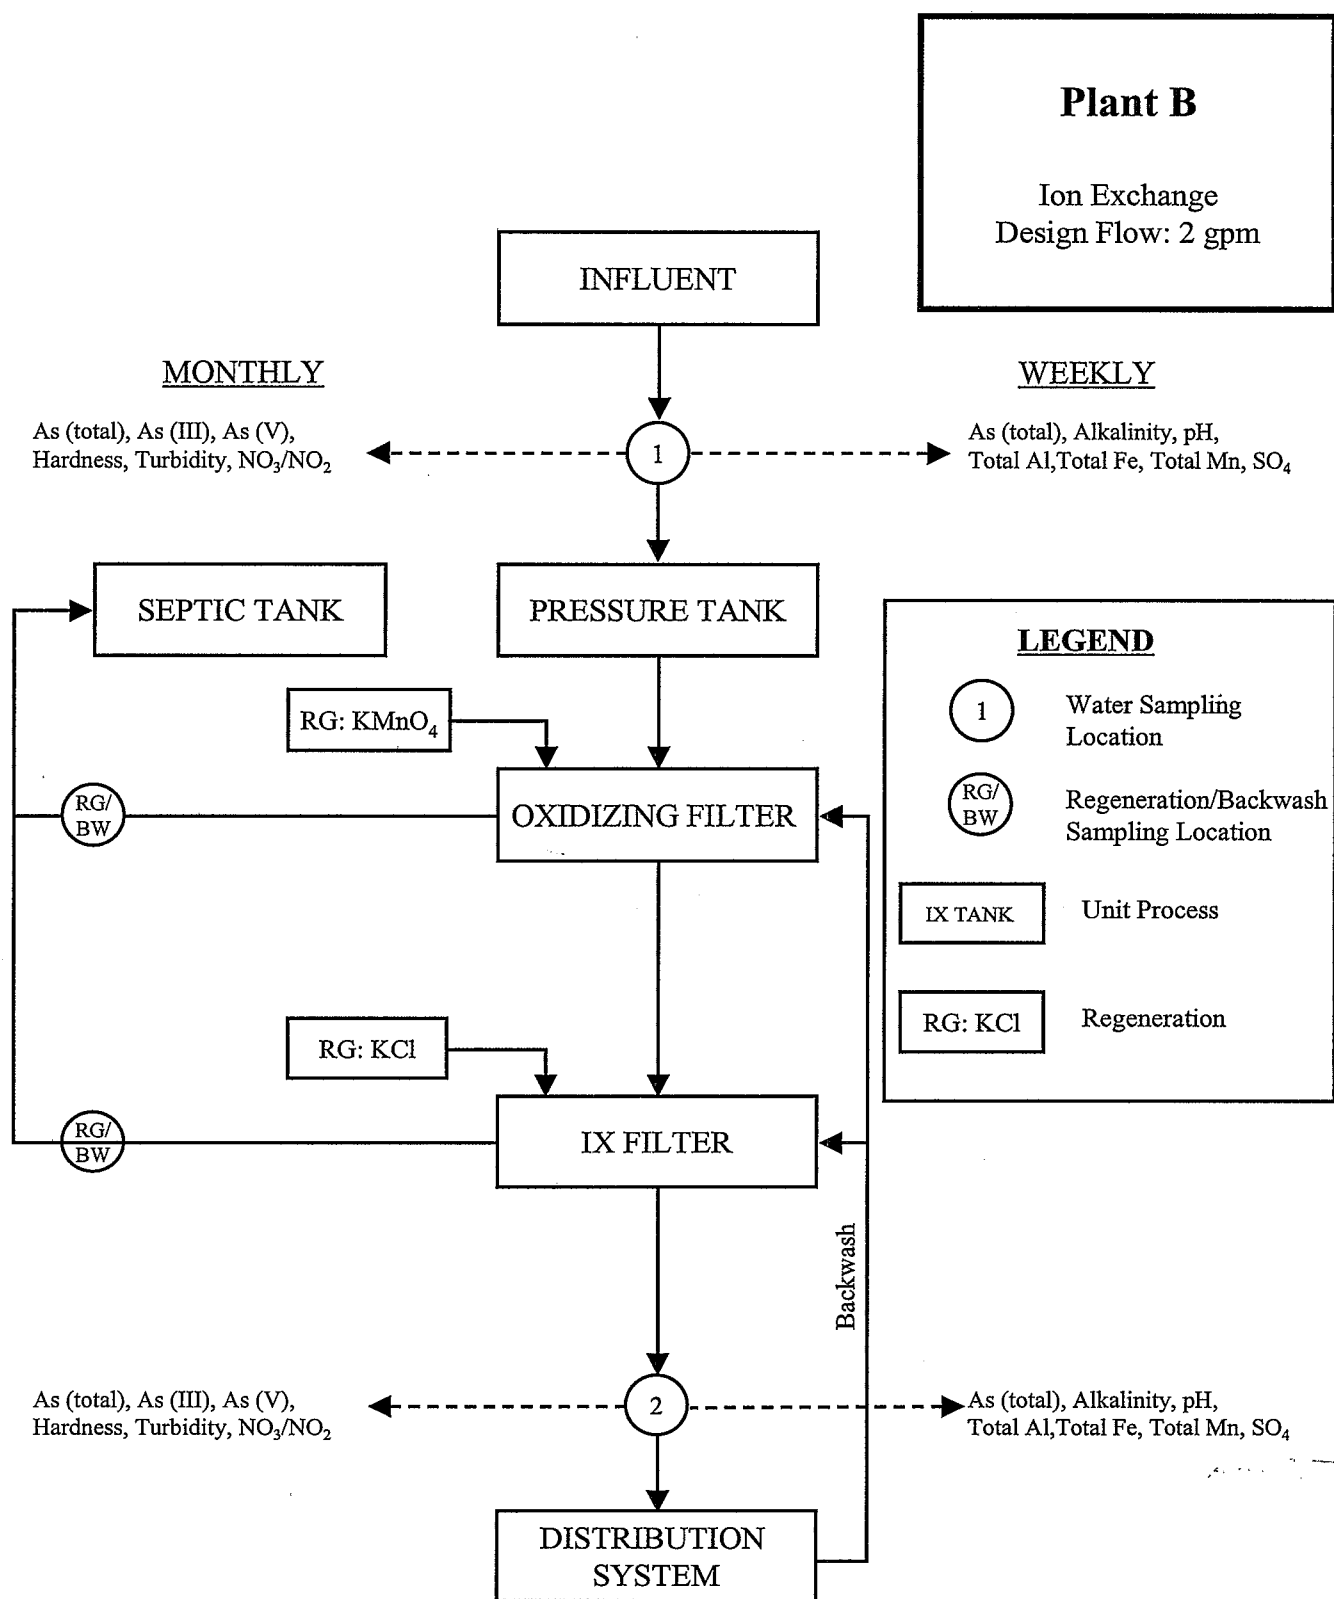 Plant B
Ion Exchange
Design Flow: 2 gpm
INFLUENT
MONTHLY
WEEKLY
As (total), As (III), As (V),
Hardness, Turbidity, NO₃/NO₂
1
As (total), Alkalinity, pH,
Total Al,Total Fe, Total Mn, SO₄
SEPTIC TANK
PRESSURE TANK
RG: KMnO₄
RG/
BW
OXIDIZING FILTER
RG: KCl
RG/
BW
IX FILTER
Backwash
As (total), As (III), As (V),
Hardness, Turbidity, NO₃/NO₂
2
As (total), Alkalinity, pH,
Total Al,Total Fe, Total Mn, SO₄
DISTRIBUTION
SYSTEM
LEGEND
1
Water Sampling
Location
RG/
BW
Regeneration/Backwash
Sampling Location
IX TANK
Unit Process
RG: KCl
Regeneration